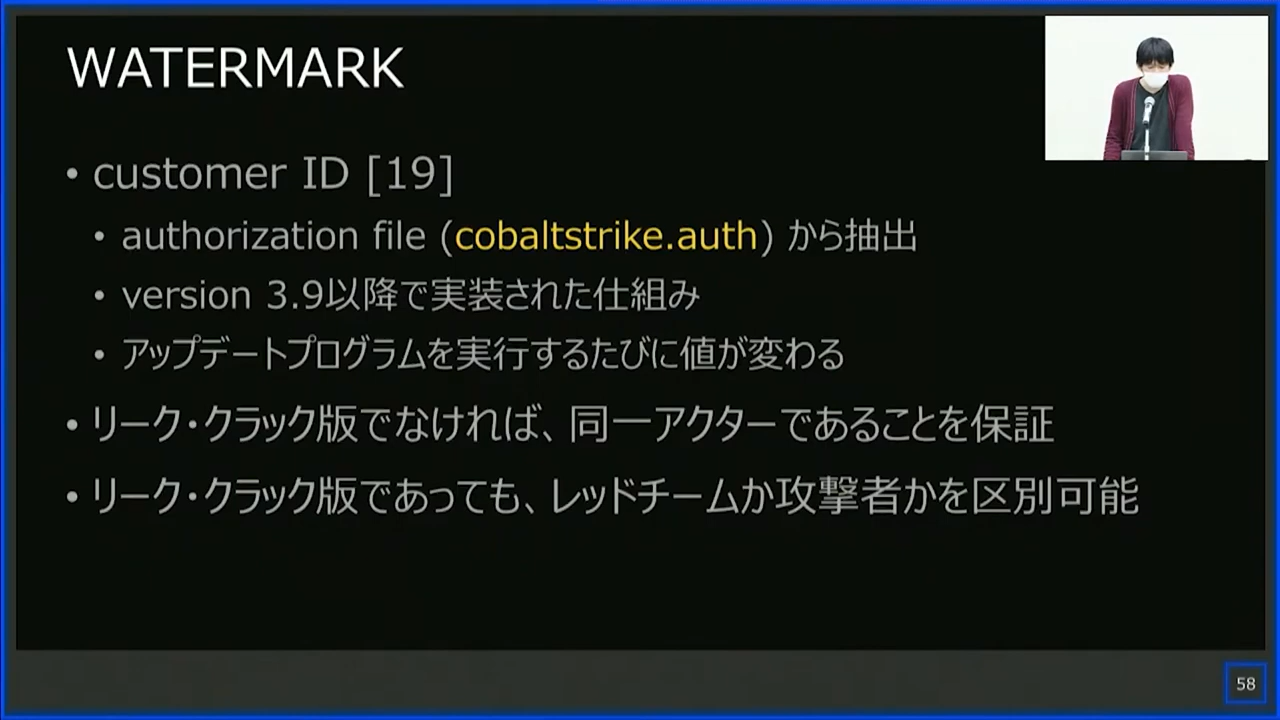 WATERMARK
• customer ID [19]
• authorization file (cobaltstrike.auth) から抽出
• version 3.9以降で実装された仕組み
• アップデートプログラムを実行するたびに値が変わる
• リーク・クラック版でなければ、同一アクターであることを保証
• リーク・クラック版であっても、レッドチームか攻撃者かを区別可能
58